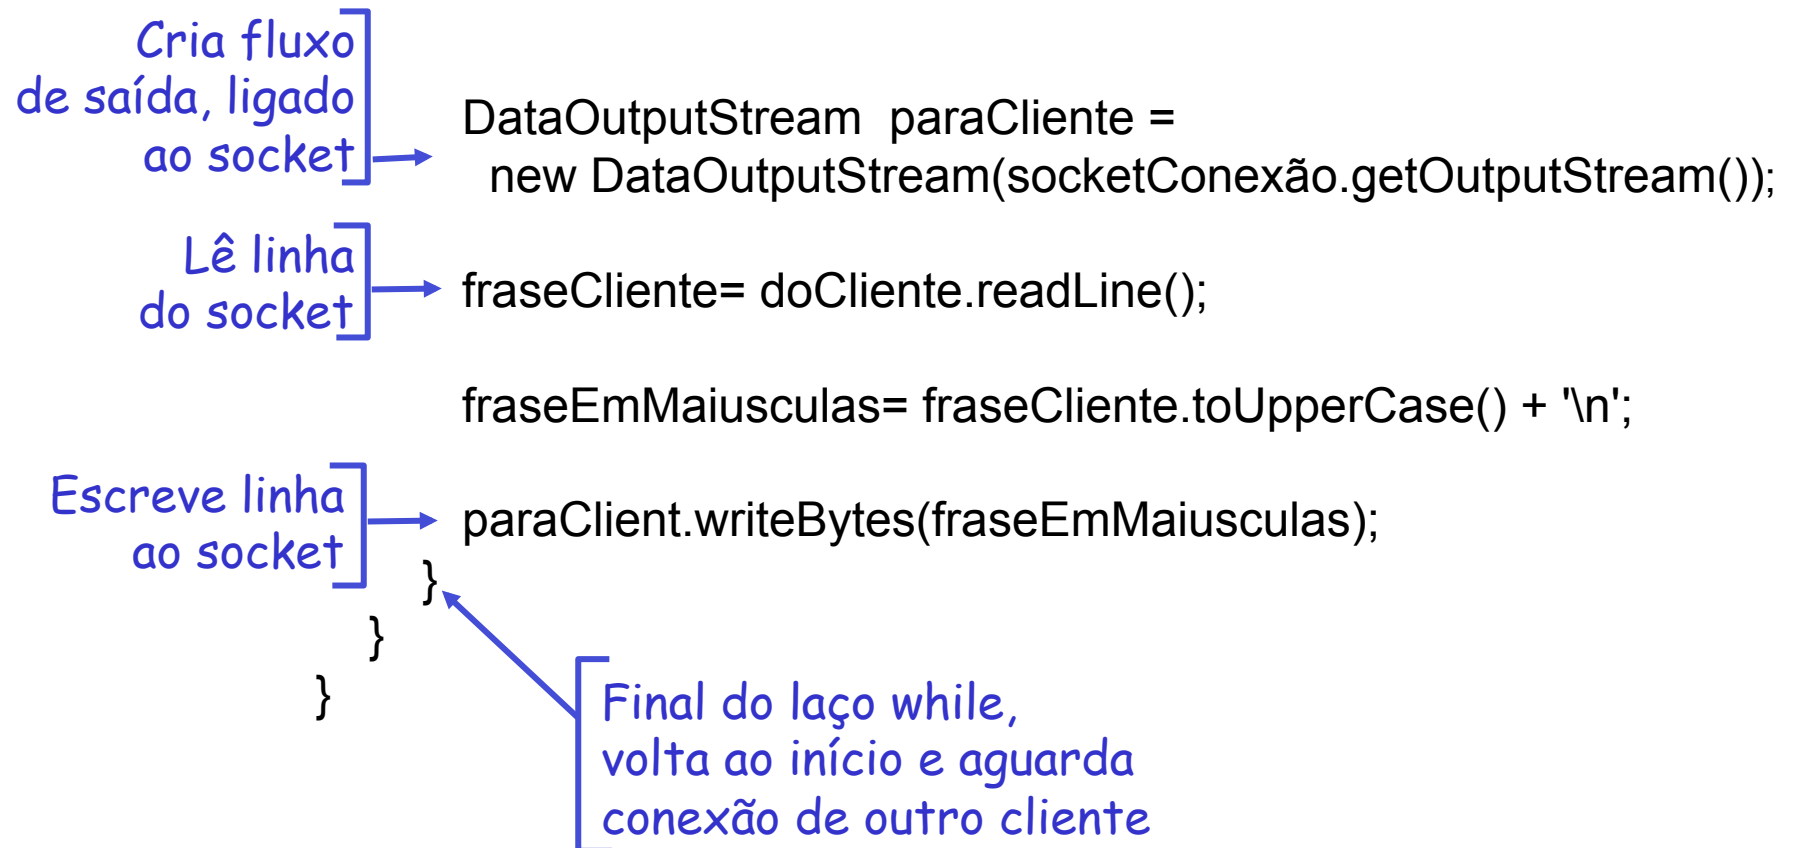 Cria fluxo
de saída, ligado
ao socket
DataOutputStream paraCliente =
new DataOutputStream(socketConexão.getOutputStream());
Lê linha
do socket
fraseCliente= doCliente.readLine();
fraseEmMaiusculas= fraseCliente.toUpperCase() + '\n';
Escreve linha
ao socket
paraClient.writeBytes(fraseEmMaiusculas);
}
}
}
Final do laço while,
volta ao início e aguarda
conexão de outro cliente